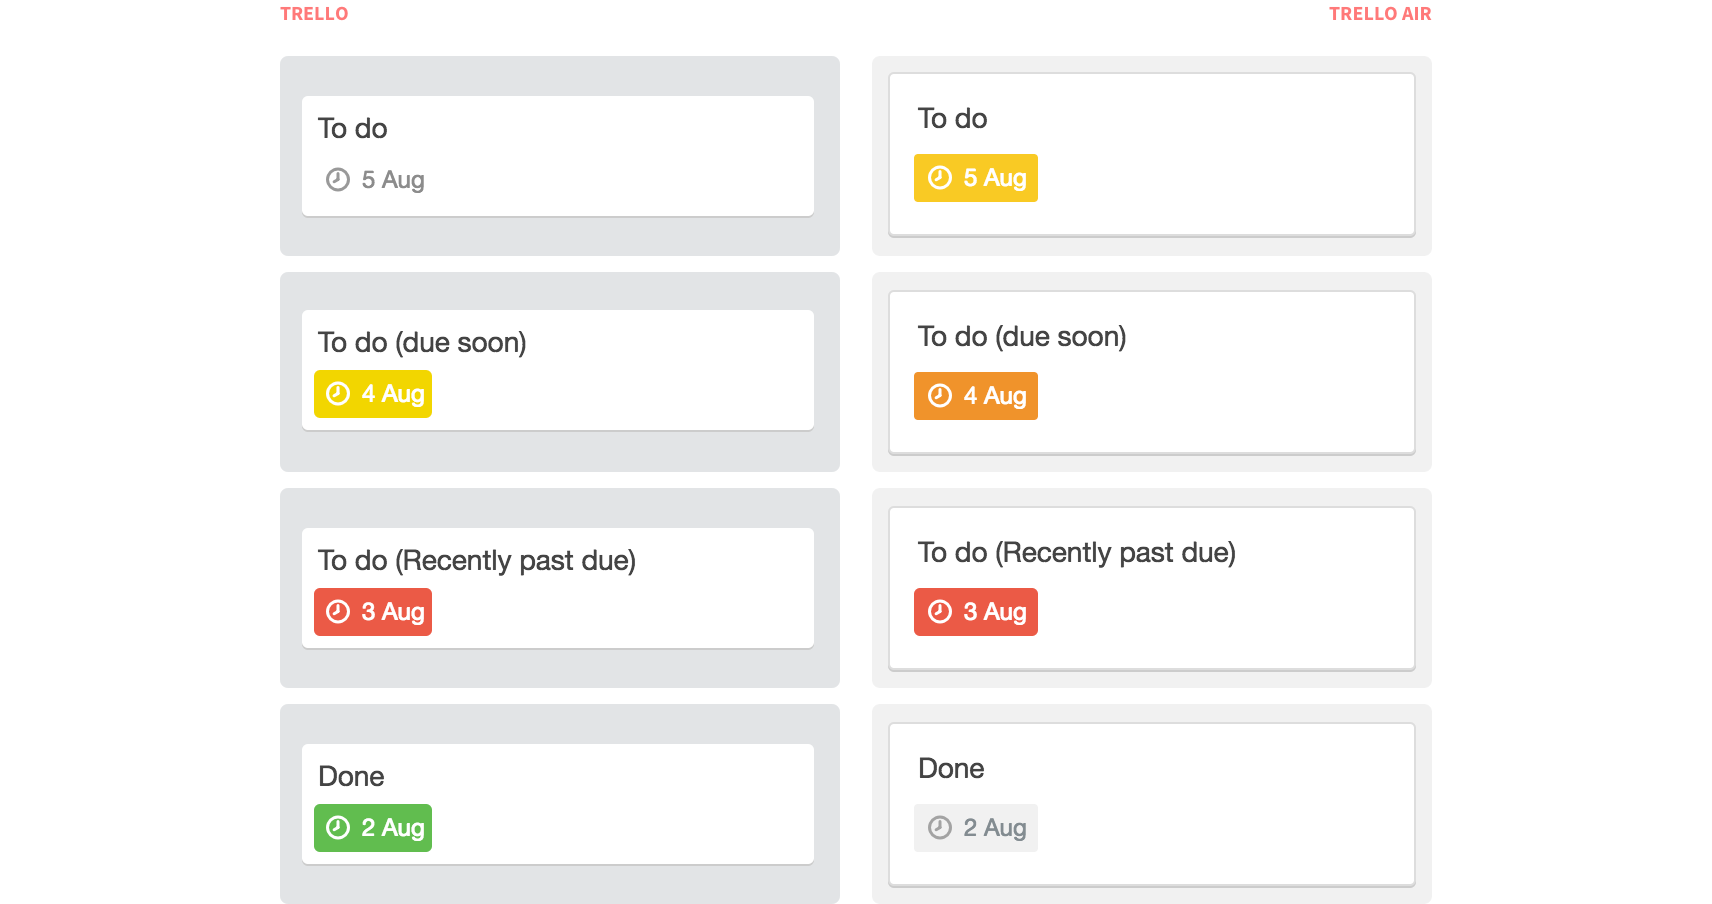 TRELLO
TRELLO AIR
To do
5 Aug
To do
5 Aug
To do (due soon)
4 Aug
To do (due soon)
4 Aug
To do (Recently past due)
3 Aug
To do (Recently past due)
3 Aug
Done
2 Aug
Done
2 Aug